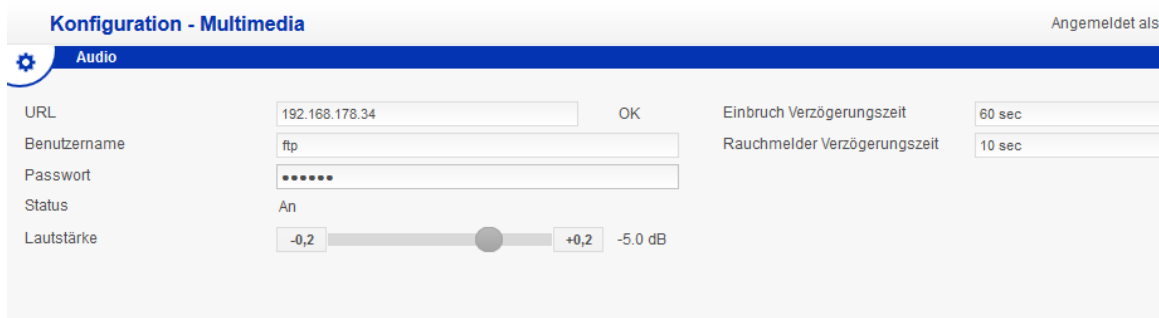 Konfiguration - Multimedia
Angemeldet als
Audio
URL 192.168.178.34 OK Einbruch Verzögerungszeit 60 sec
Benutzername ftp Rauchmelder Verzögerungszeit 10 sec
Passwort ●●●●●●
Status An
Lautstärke -0,2 +0,2 -5.0 dB